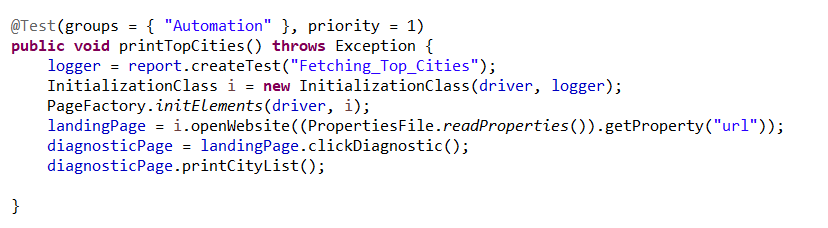 @Test(groups = { "Automation" }, priority = 1)
public void printTopCities() throws Exception {
    logger = report.createTest("Fetching_Top_Cities");
    InitializationClass i = new InitializationClass(driver, logger);
    PageFactory.initElements(driver, i);
    landingPage = i.openWebsite((PropertiesFile.readProperties()).getProperty("url"));
    diagnosticPage = landingPage.clickDiagnostic();
    diagnosticPage.printCityList();
}